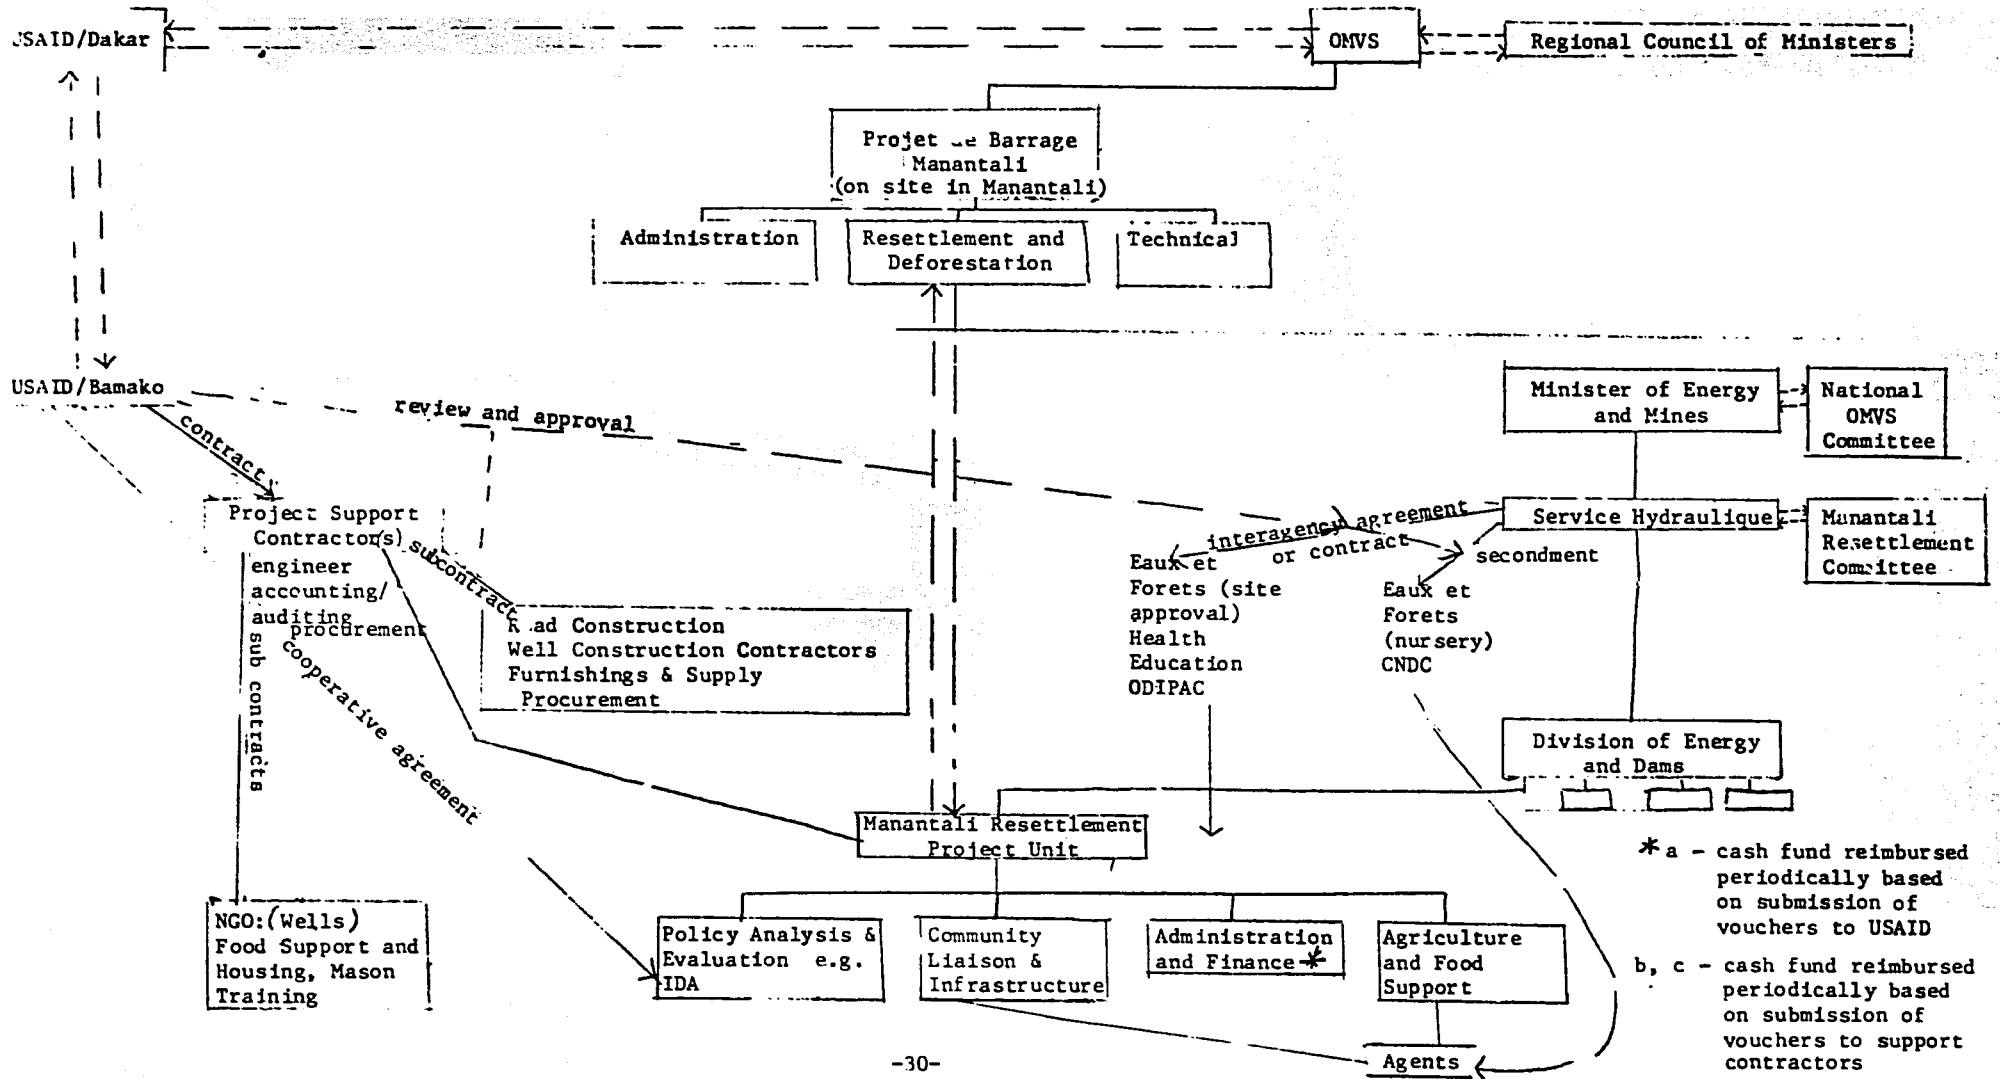 USAID/Dakar
OMVS
Regional Council of Ministers
Projet de Barrage
Manantali
(on site in Manantali)
Administration
Resettlement and
Deforestation
Technical
USAID/Bamako
review and approval
contract
Minister of Energy
and Mines
National
OMVS
Committee
Project Support
Contractor(s)
engineer
accounting/
auditing
procurement
subcontract
sub contracts
cooperative agreement
Road Construction
Well Construction Contractors
Furnishings & Supply
Procurement
interagency agreement
or contract
Service Hydraulique
secondment
Manantali
Resettlement
Committee
Eaux et
Forets (site
approval)
Health
Education
ODIPAC
Eaux et
Forets
(nursery)
CNDC
Division of Energy
and Dams
Manantali Resettlement
Project Unit
NGO:(Wells)
Food Support and
Housing, Mason
Training
Policy Analysis &
Evaluation e.g.
IDA
Community
Liaison &
Infrastructure
Administration
and Finance *
Agriculture
and Food
Support
Agents
* a - cash fund reimbursed
periodically based
on submission of
vouchers to USAID
b, c - cash fund reimbursed
periodically based
on submission of
vouchers to support
contractors
-30-